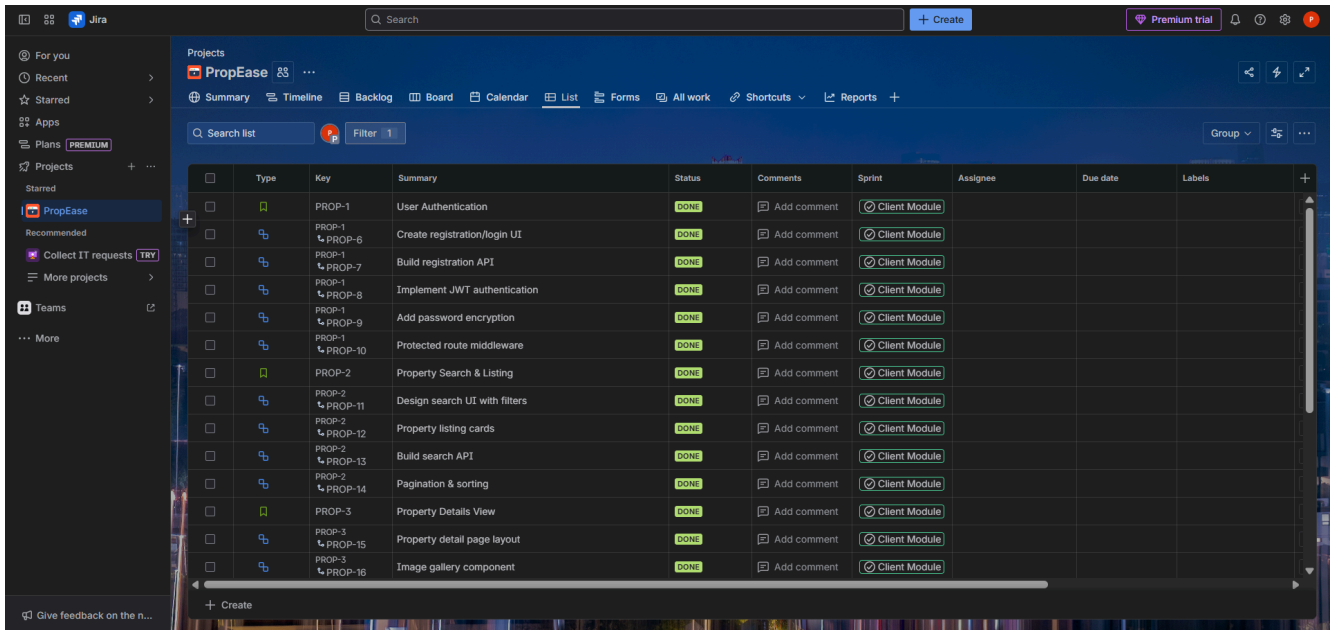 Jira
Search
+ Create
Premium trial
P
For you
Recent
Starred
Apps
Plans PREMIUM
Projects
Starred
PropEase
Recommended
Collect IT requests TRY
More projects
Teams
More
Give feedback on the n...
Projects
PropEase
Summary Timeline Backlog Board Calendar List Forms All work Shortcuts Reports
Search list P P Filter 1 Group
Type Key Summary Status Comments Sprint Assignee Due date Labels
PROP-1 User Authentication DONE Add comment Client Module
PROP-1
PROP-6 Create registration/login UI DONE Add comment Client Module
PROP-1
PROP-7 Build registration API DONE Add comment Client Module
PROP-1
PROP-8 Implement JWT authentication DONE Add comment Client Module
PROP-1
PROP-9 Add password encryption DONE Add comment Client Module
PROP-1
PROP-10 Protected route middleware DONE Add comment Client Module
PROP-2 Property Search & Listing DONE Add comment Client Module
PROP-2
PROP-11 Design search UI with filters DONE Add comment Client Module
PROP-2
PROP-12 Property listing cards DONE Add comment Client Module
PROP-2
PROP-13 Build search API DONE Add comment Client Module
PROP-2
PROP-14 Pagination & sorting DONE Add comment Client Module
PROP-3 Property Details View DONE Add comment Client Module
PROP-3
PROP-15 Property detail page layout DONE Add comment Client Module
PROP-3
PROP-16 Image gallery component DONE Add comment Client Module
+ Create